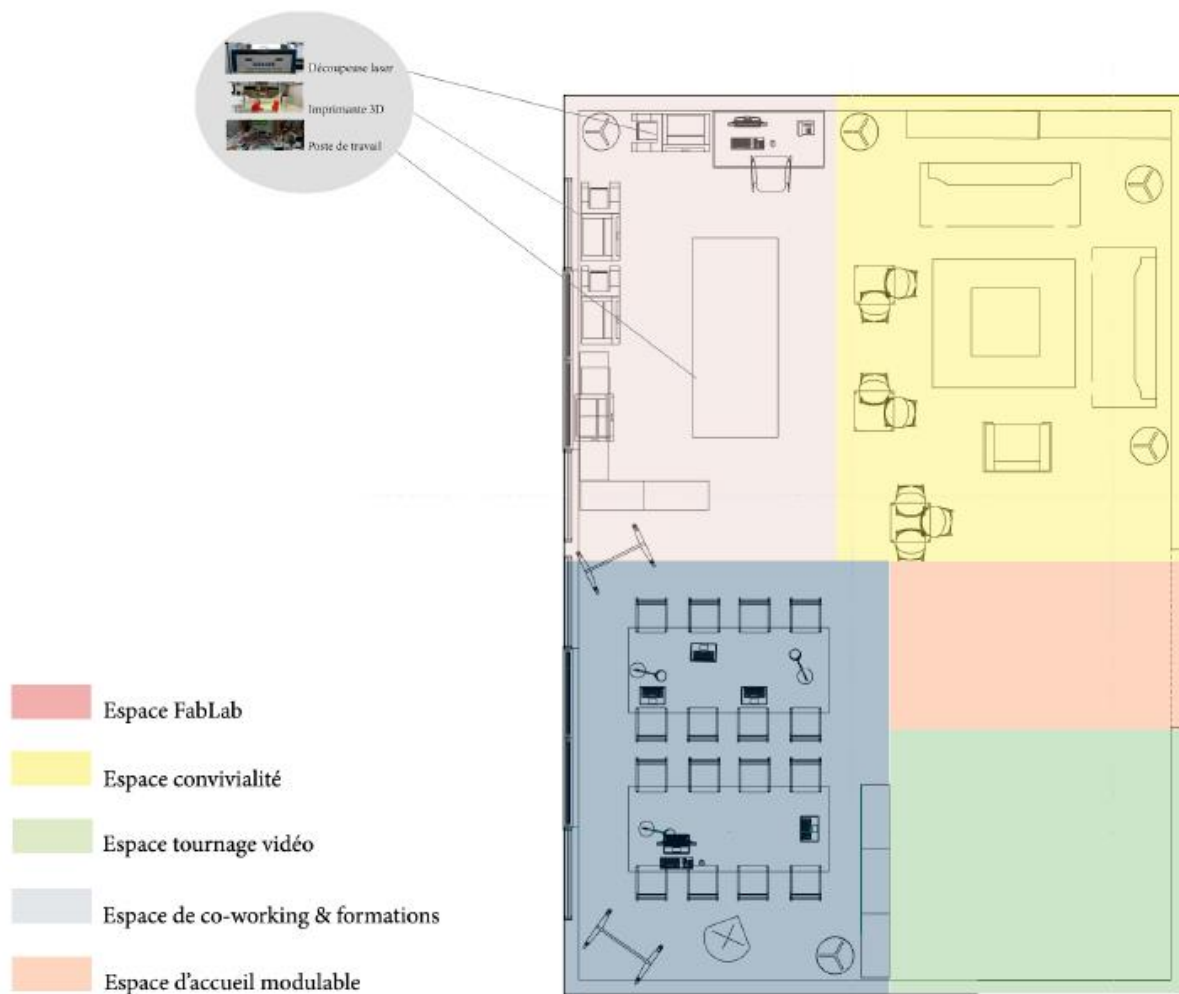 Découpeuse laser
Imprimante 3D
Poste de travail
Espace FabLab
Espace convivialité
Espace tournage vidéo
Espace de co-working & formations
Espace d'accueil modulable